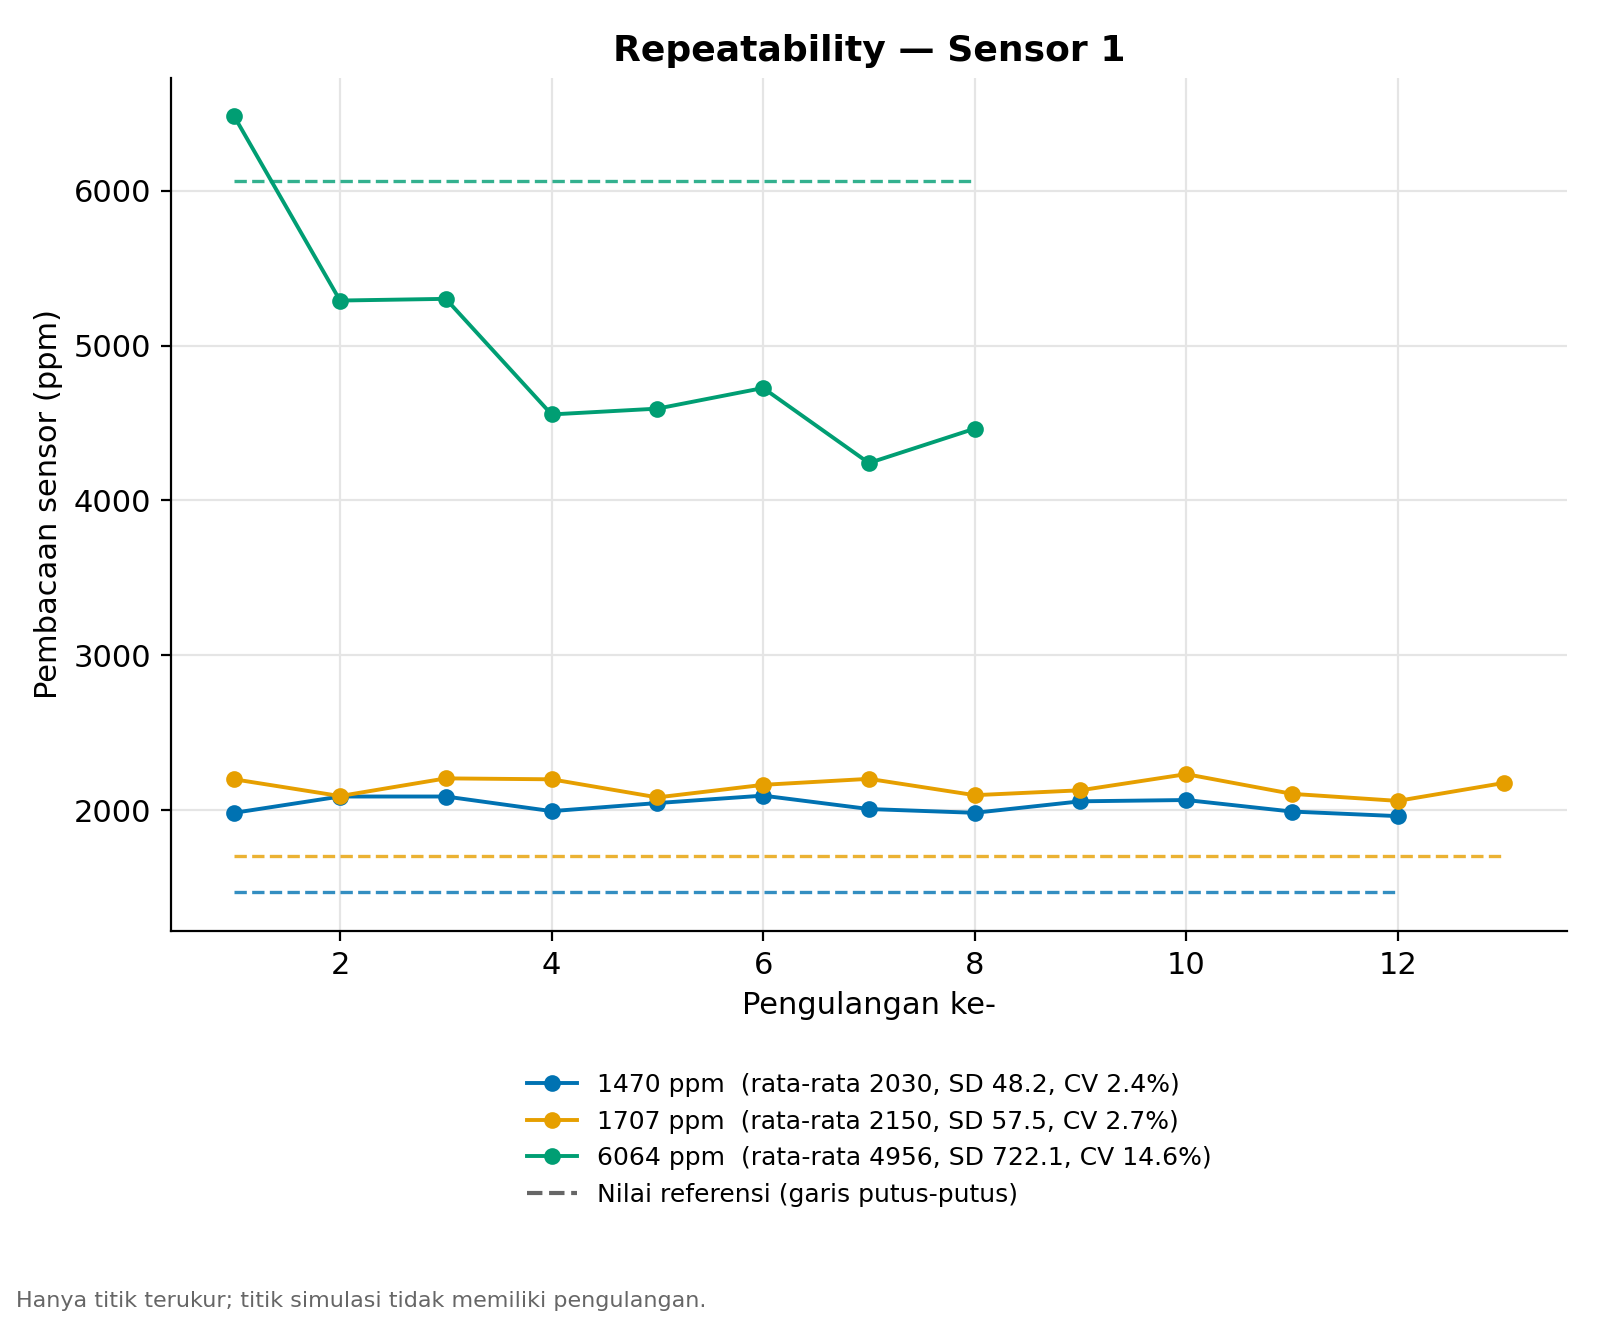 Repeatability — Sensor 1
Pembacaan sensor (ppm)
6000
5000
4000
3000
2000
2 4 6 8 10 12
Pengulangan ke-
1470 ppm (rata-rata 2030, SD 48.2, CV 2.4%)
1707 ppm (rata-rata 2150, SD 57.5, CV 2.7%)
6064 ppm (rata-rata 4956, SD 722.1, CV 14.6%)
Nilai referensi (garis putus-putus)
Hanya titik terukur; titik simulasi tidak memiliki pengulangan.